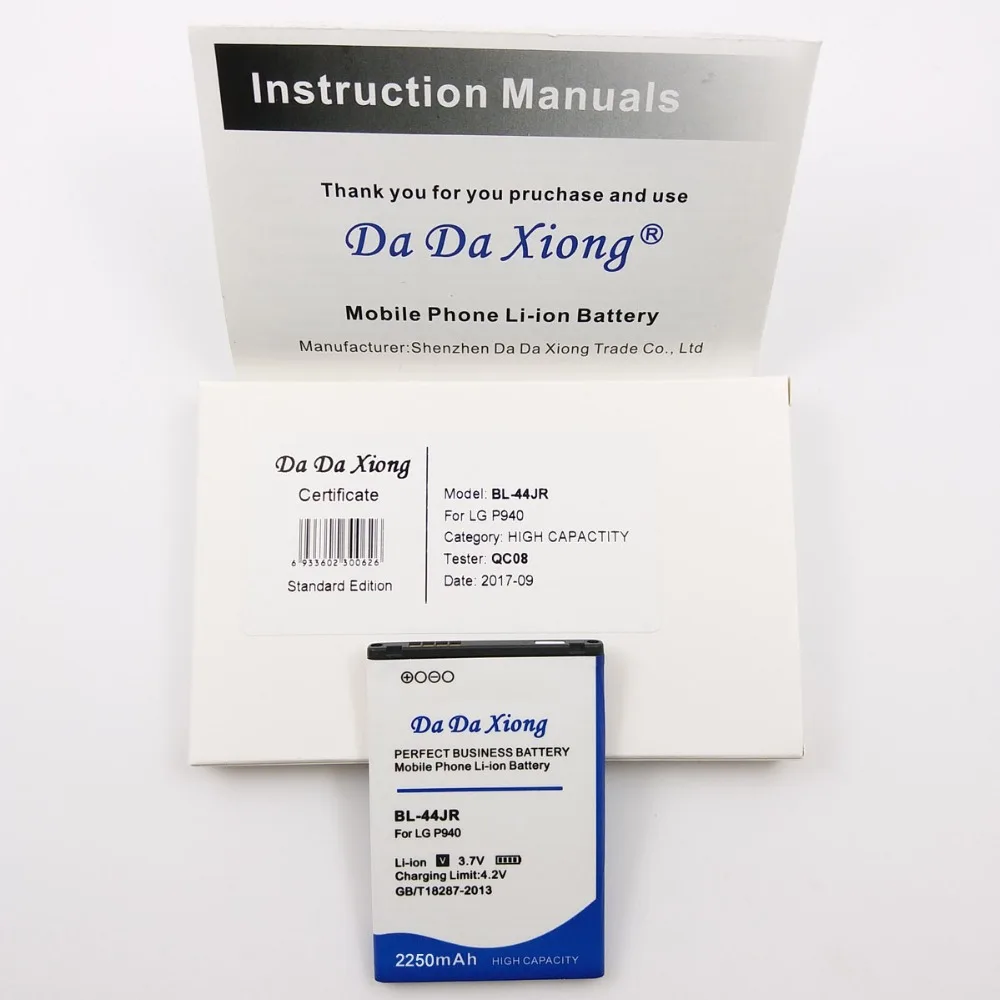 Instruction Manuals
Thank you for you pruchase and use
Da Da Xiong®
Mobile Phone Li-ion Battery
Manufacturer:Shenzhen Da Da Xiong Trade Co., Ltd
Da Da Xiong
Certificate
6 933602 300626
Standard Edition
Model: BL-44JR
For LG P940
Category: HIGH CAPACTITY
Tester: QC08
Date: 2017-09
Da Da Xiong
PERFECT BUSINESS BATTERY
Mobile Phone Li-ion Battery
BL-44JR
For LG P940
Li-ion V 3.7V
Charging Limit:4.2V
GB/T18287-2013
2250mAh HIGH CAPACITY